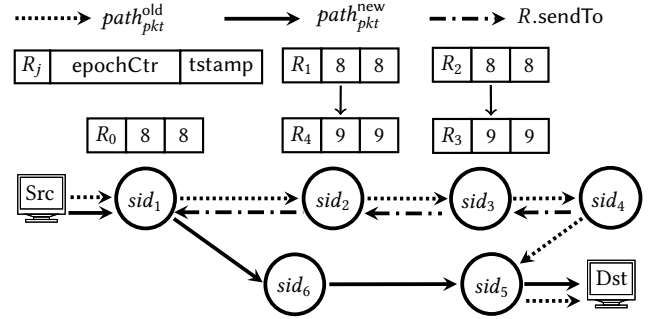 path_pkt^old path_pkt^new R.sendTo
R_j epochCtr tstamp R_1 8 8 R_2 8 8
R_0 8 8 R_4 9 9 R_3 9 9
Src sid_1 sid_2 sid_3 sid_4
sid_6 sid_5 Dst